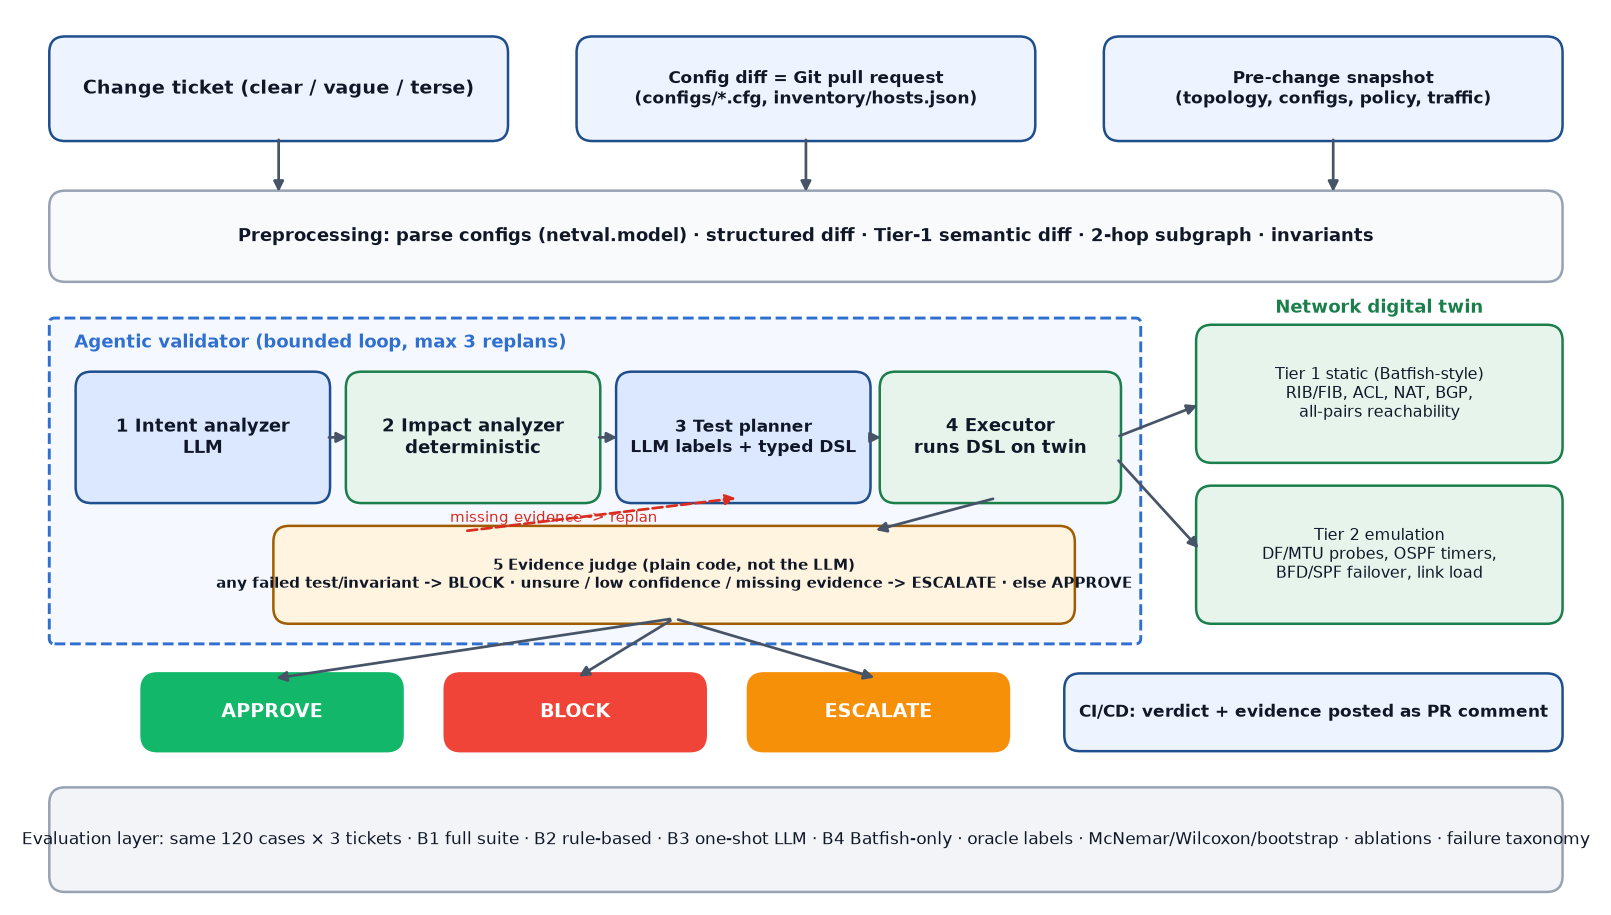 Change ticket (clear / vague / terse)
Config diff = Git pull request
(configs/*.cfg, inventory/hosts.json)
Pre-change snapshot
(topology, configs, policy, traffic)
Preprocessing: parse configs (netval.model) · structured diff · Tier-1 semantic diff · 2-hop subgraph · invariants
Agentic validator (bounded loop, max 3 replans)
1 Intent analyzer
LLM
2 Impact analyzer
deterministic
3 Test planner
LLM labels + typed DSL
4 Executor
runs DSL on twin
Network digital twin
Tier 1 static (Batfish-style)
RIB/FIB, ACL, NAT, BGP,
all-pairs reachability
Tier 2 emulation
DF/MTU probes, OSPF timers,
BFD/SPF failover, link load
missing evidence -> replan
5 Evidence judge (plain code, not the LLM)
any failed test/invariant -> BLOCK · unsure / low confidence / missing evidence -> ESCALATE · else APPROVE
APPROVE
BLOCK
ESCALATE
CI/CD: verdict + evidence posted as PR comment
Evaluation layer: same 120 cases × 3 tickets · B1 full suite · B2 rule-based · B3 one-shot LLM · B4 Batfish-only · oracle labels · McNemar/Wilcoxon/bootstrap · ablations · failure taxonomy